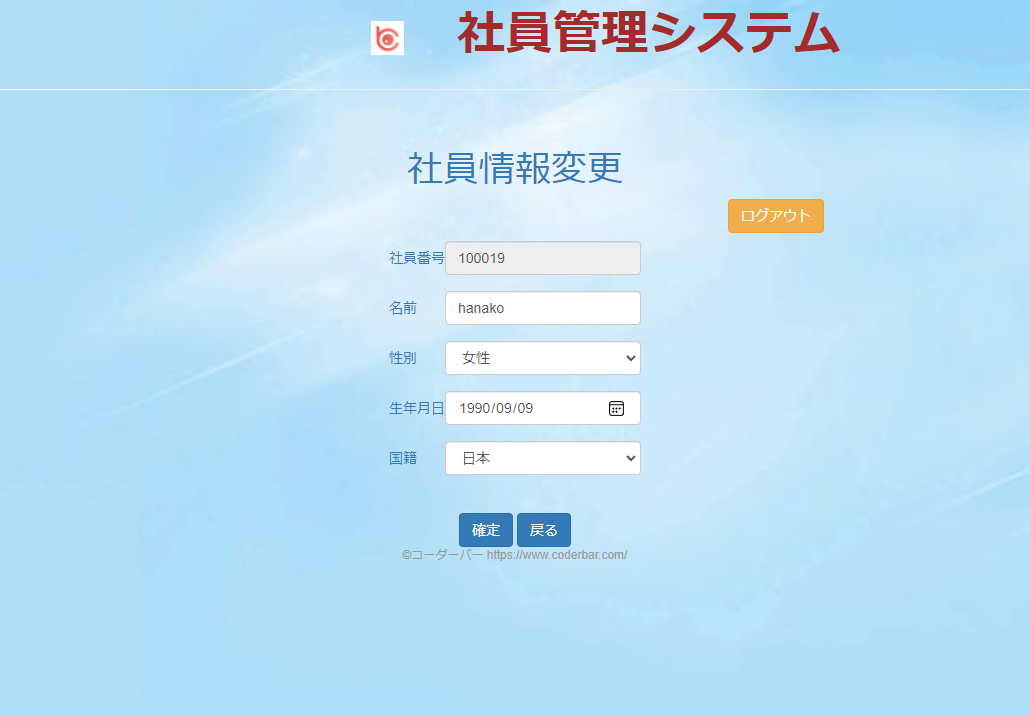 社員管理システム
社員情報変更
ログアウト
社員番号 100019
名前 hanako
性別 女性
生年月日 1990/09/09
国籍 日本
確定 戻る
©コーダーバー https://www.coderbar.com/